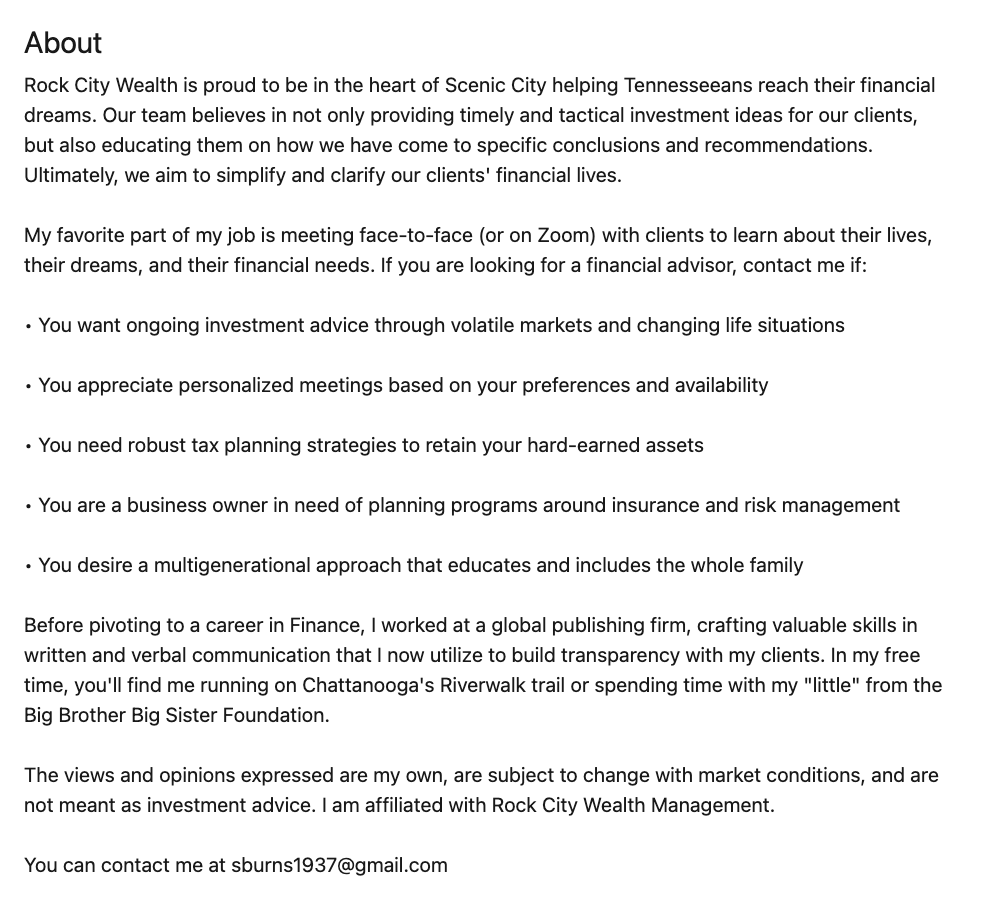 About
Rock City Wealth is proud to be in the heart of Scenic City helping Tennesseeans reach their financial
dreams. Our team believes in not only providing timely and tactical investment ideas for our clients,
but also educating them on how we have come to specific conclusions and recommendations.
Ultimately, we aim to simplify and clarify our clients' financial lives.
My favorite part of my job is meeting face-to-face (or on Zoom) with clients to learn about their lives,
their dreams, and their financial needs. If you are looking for a financial advisor, contact me if:
• You want ongoing investment advice through volatile markets and changing life situations
• You appreciate personalized meetings based on your preferences and availability
• You need robust tax planning strategies to retain your hard-earned assets
• You are a business owner in need of planning programs around insurance and risk management
• You desire a multigenerational approach that educates and includes the whole family
Before pivoting to a career in Finance, I worked at a global publishing firm, crafting valuable skills in
written and verbal communication that I now utilize to build transparency with my clients. In my free
time, you'll find me running on Chattanooga's Riverwalk trail or spending time with my "little" from the
Big Brother Big Sister Foundation.
The views and opinions expressed are my own, are subject to change with market conditions, and are
not meant as investment advice. I am affiliated with Rock City Wealth Management.
You can contact me at sburns1937@gmail.com